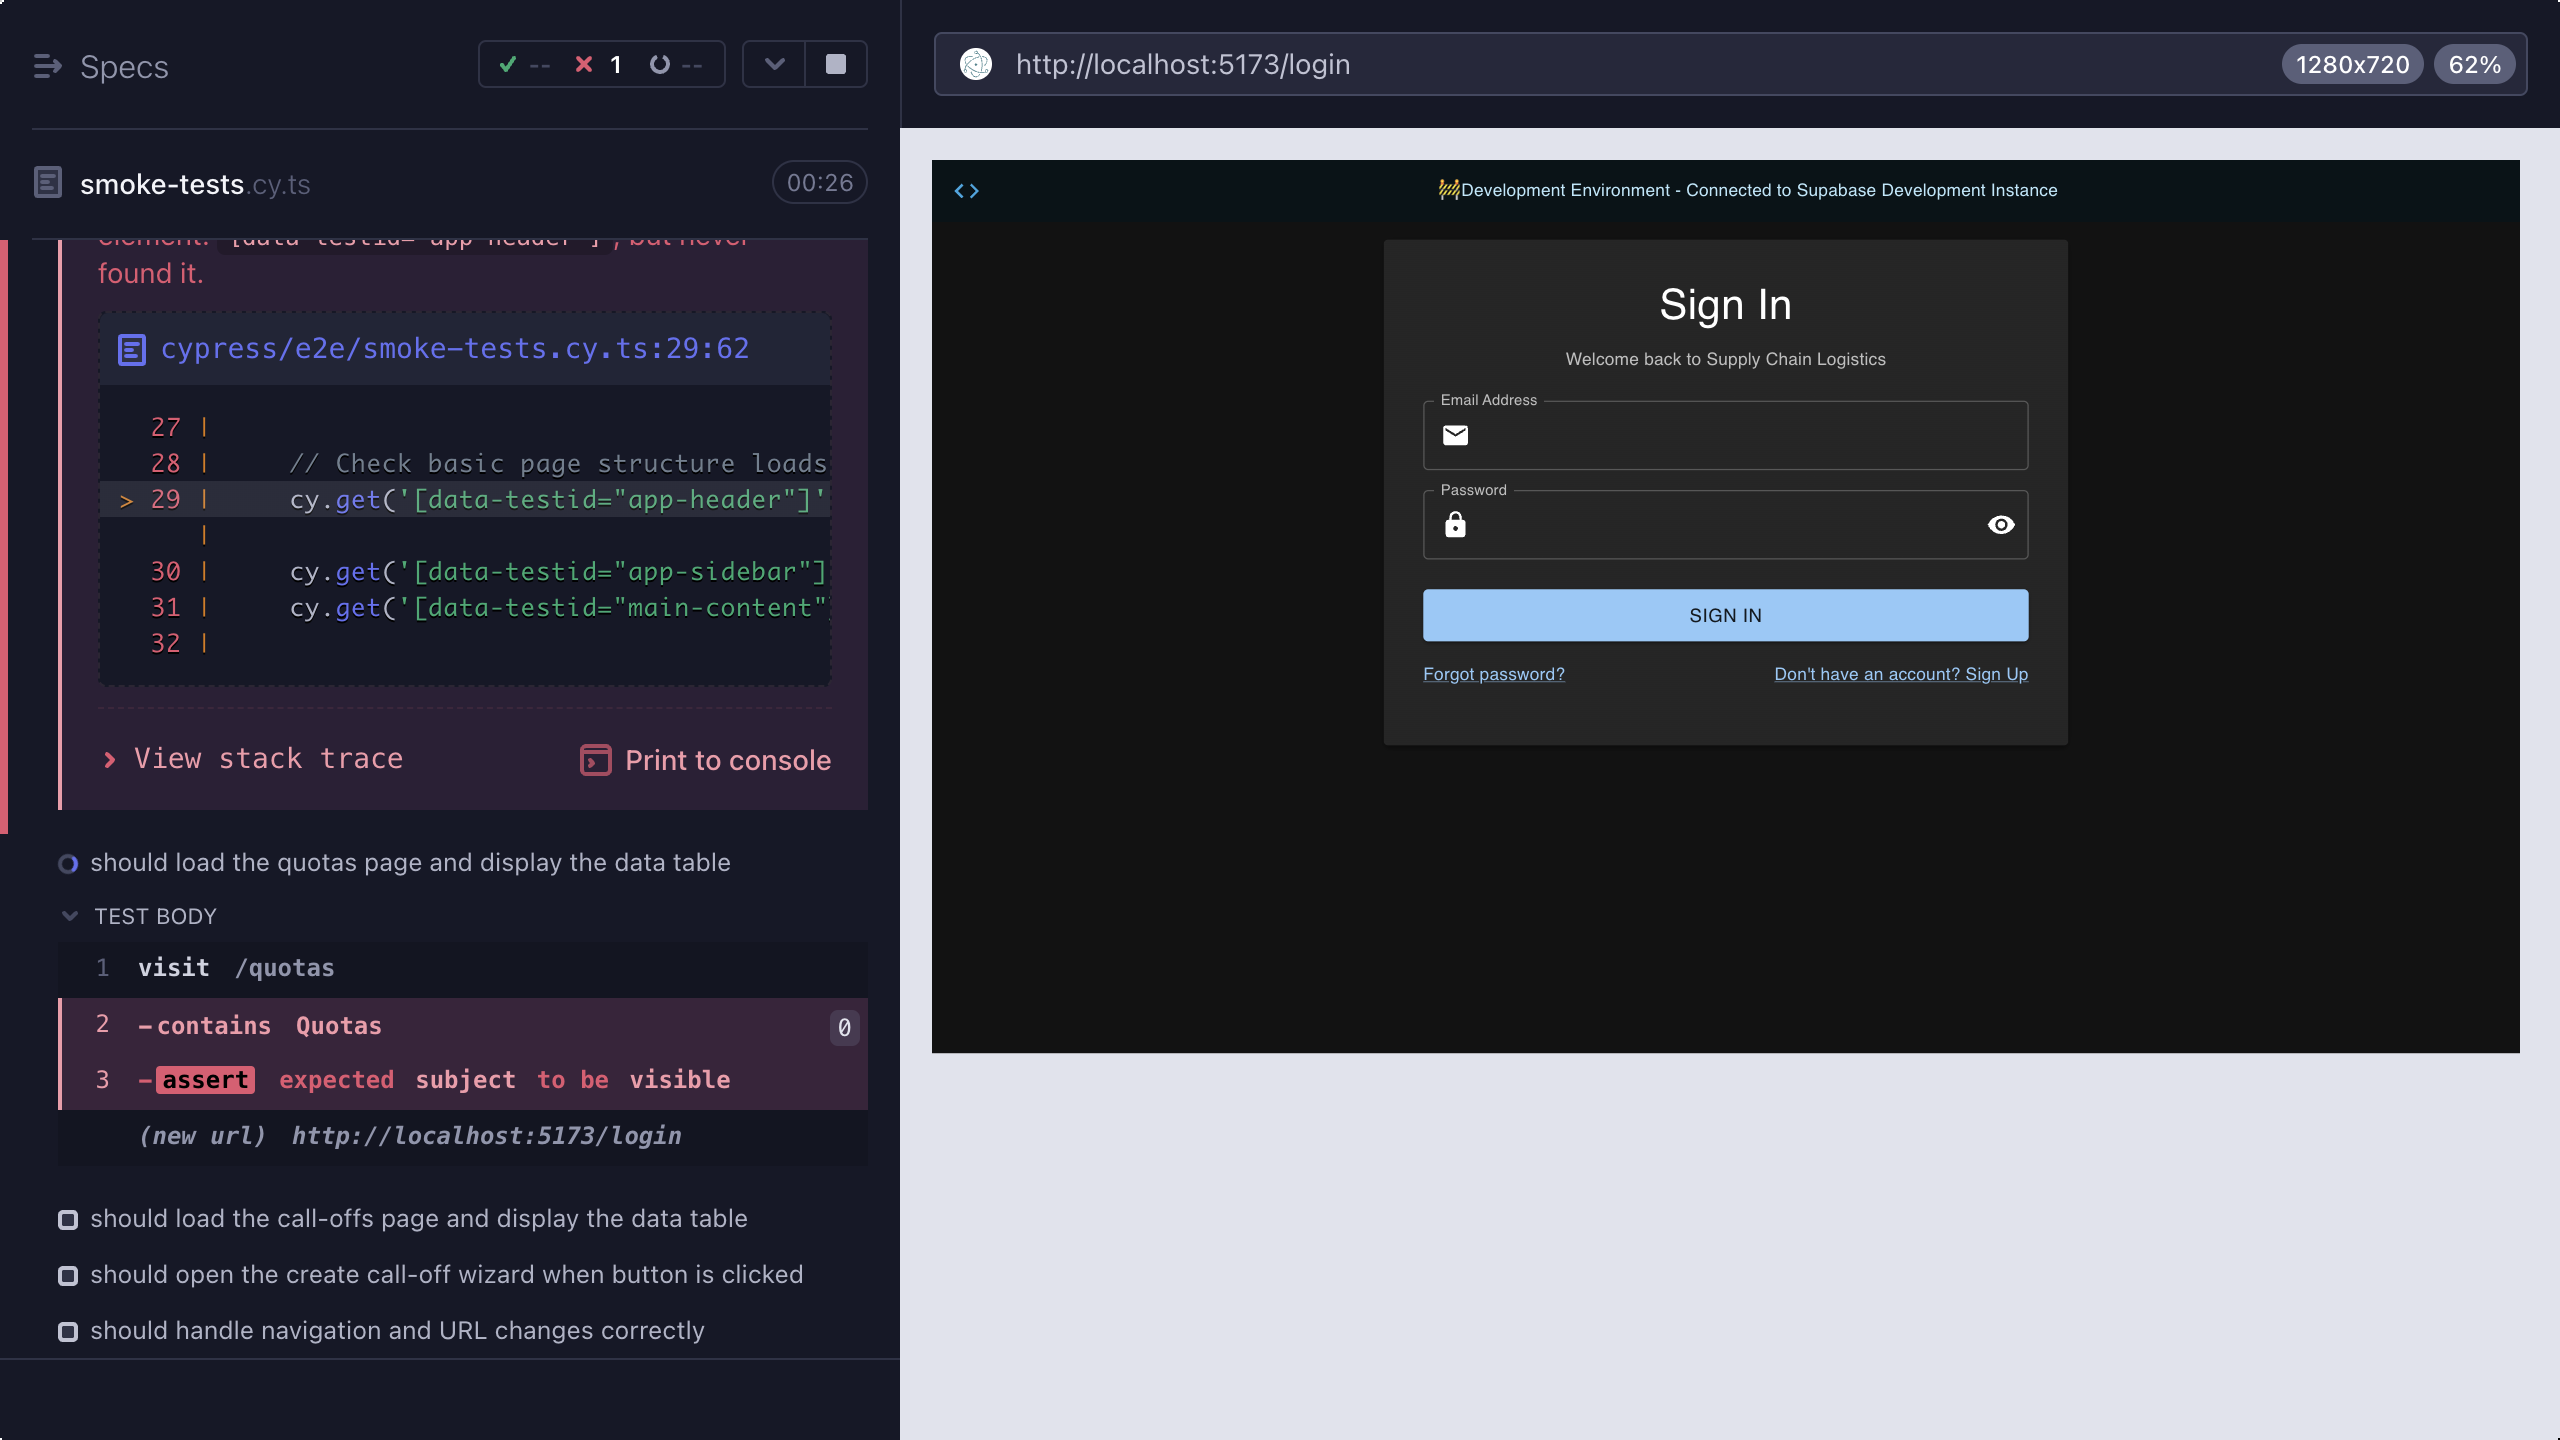 Specs
-- 1 --
smoke-tests.cy.ts
00:26
element: [data-testid="app-header"], but never
found it.
cypress/e2e/smoke-tests.cy.ts:29:62
27 |
28 | // Check basic page structure loads
> 29 | cy.get('[data-testid="app-header"]'
|
30 | cy.get('[data-testid="app-sidebar"]
31 | cy.get('[data-testid="main-content"
32 |
View stack trace
Print to console
should load the quotas page and display the data table
TEST BODY
1 visit /quotas
2 -contains Quotas 0
3 -assert expected subject to be visible
(new url) http://localhost:5173/login
should load the call-offs page and display the data table
should open the create call-off wizard when button is clicked
should handle navigation and URL changes correctly
http://localhost:5173/login
1280x720
62%
<> 🚧Development Environment - Connected to Supabase Development Instance
Sign In
Welcome back to Supply Chain Logistics
Email Address
Password
SIGN IN
Forgot password?
Don't have an account? Sign Up